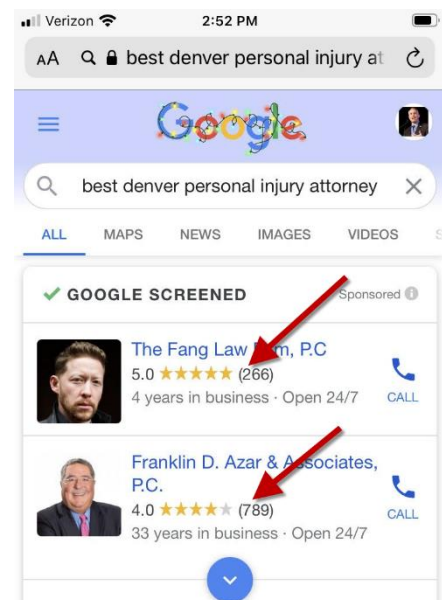 Verizon 2:52 PM
AA best denver personal injury at
Google
best denver personal injury attorney
ALL MAPS NEWS IMAGES VIDEOS
GOOGLE SCREENED Sponsored
The Fang Law Firm, P.C
5.0 (266)
4 years in business · Open 24/7 CALL
Franklin D. Azar & Associates,
P.C.
4.0 (789)
33 years in business · Open 24/7 CALL